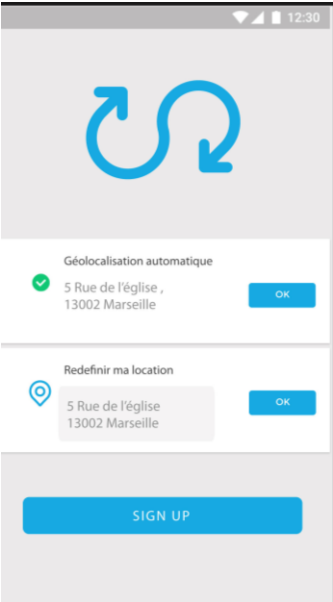 12:30
Géolocalisation automatique
5 Rue de l'église ,
13002 Marseille
OK
Redefinir ma location
5 Rue de l'église
13002 Marseille
OK
SIGN UP